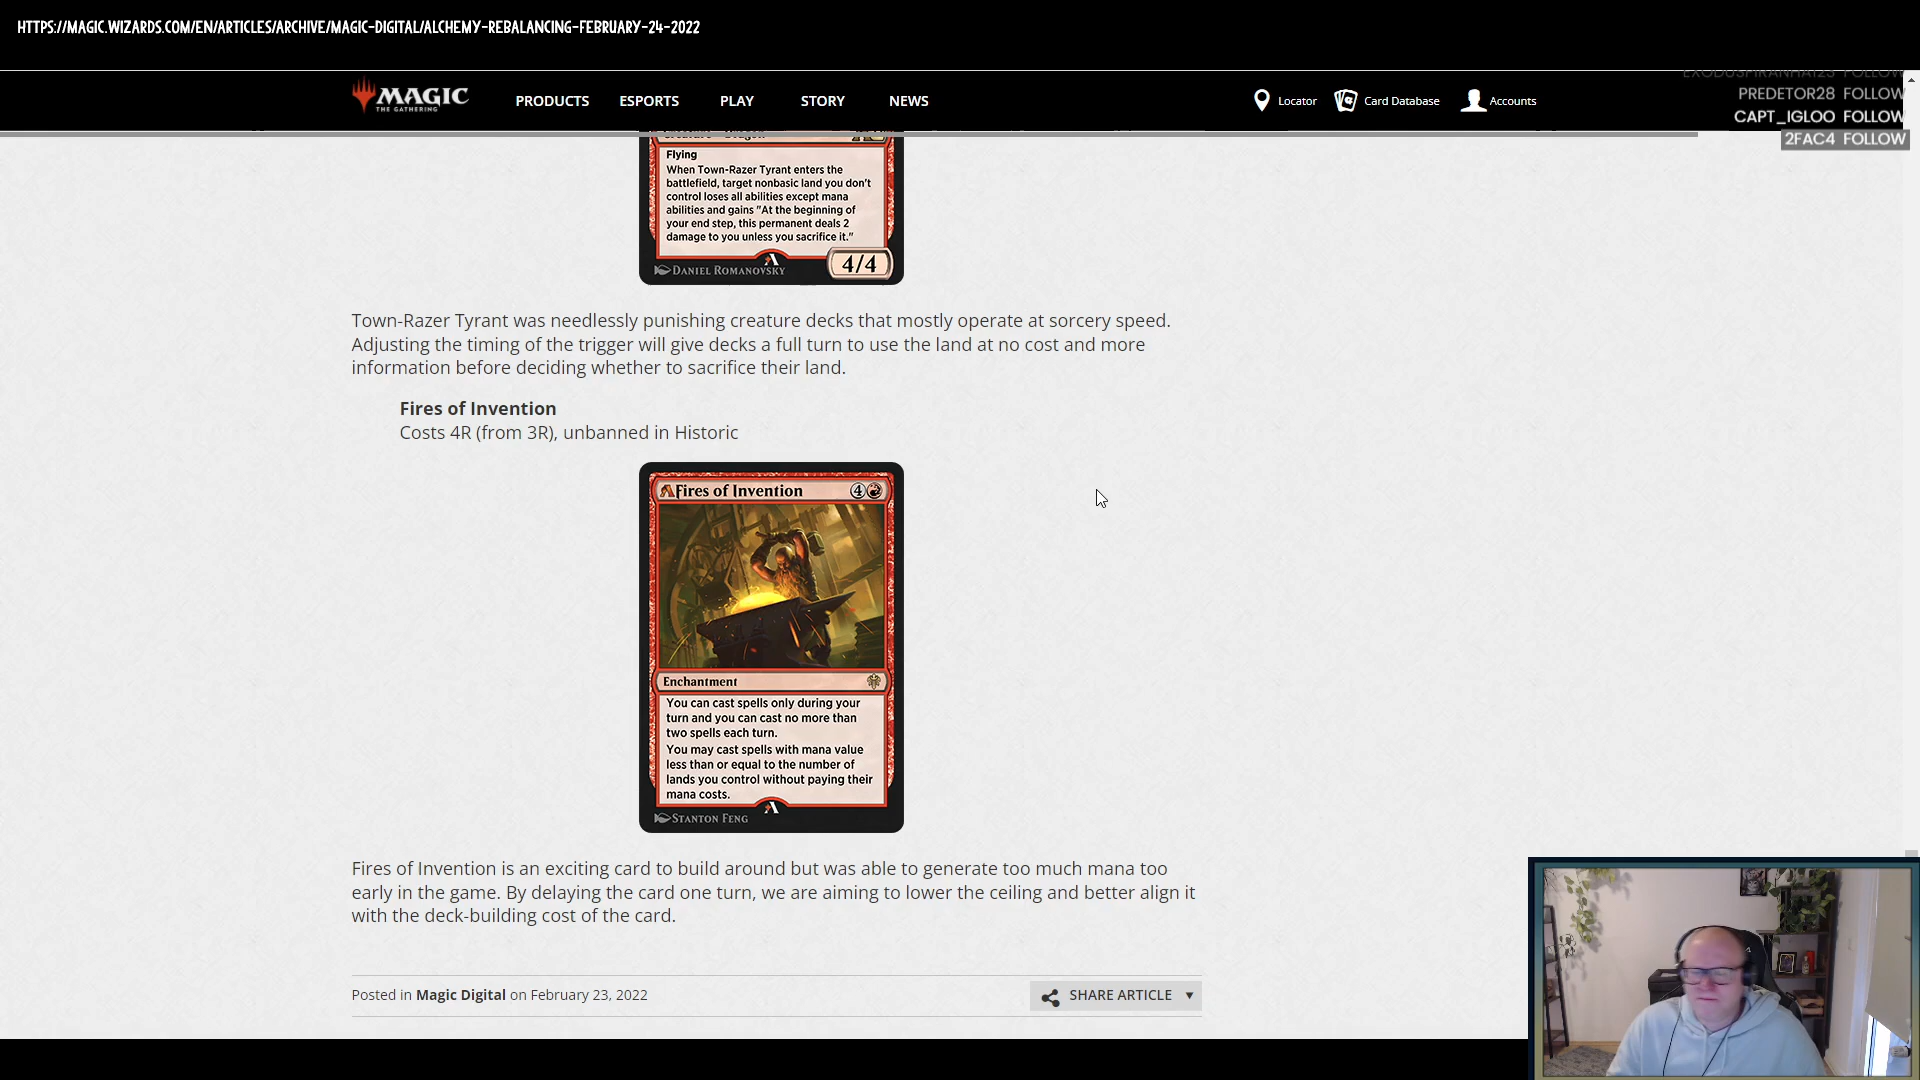 HTTPS://MAGIC.WIZARDS.COM/EN/ARTICLES/ARCHIVE/MAGIC-DIGITAL/ALCHEMY-REBALANCING-FEBRUARY-24-2022
EXODUSPIRANHA123 FOLLOW
MAGIC
THE GATHERING
PRODUCTS ESPORTS PLAY STORY NEWS
Locator Card Database Accounts
PREDETOR28 FOLLOW
CAPT_IGLOO FOLLOW
2FAC4 FOLLOW
Flying
When Town-Razer Tyrant enters the
battlefield, target nonbasic land you don't
control loses all abilities except mana
abilities and gains "At the beginning of
your end step, this permanent deals 2
damage to you unless you sacrifice it."
DANIEL ROMANOVSKY
4/4
Town-Razer Tyrant was needlessly punishing creature decks that mostly operate at sorcery speed.
Adjusting the timing of the trigger will give decks a full turn to use the land at no cost and more
information before deciding whether to sacrifice their land.
Fires of Invention
Costs 4R (from 3R), unbanned in Historic
Fires of Invention 4
Enchantment
You can cast spells only during your
turn and you can cast no more than
two spells each turn.
You may cast spells with mana value
less than or equal to the number of
lands you control without paying their
mana costs.
STANTON FENG
Fires of Invention is an exciting card to build around but was able to generate too much mana too
early in the game. By delaying the card one turn, we are aiming to lower the ceiling and better align it
with the deck-building cost of the card.
Posted in Magic Digital on February 23, 2022
SHARE ARTICLE